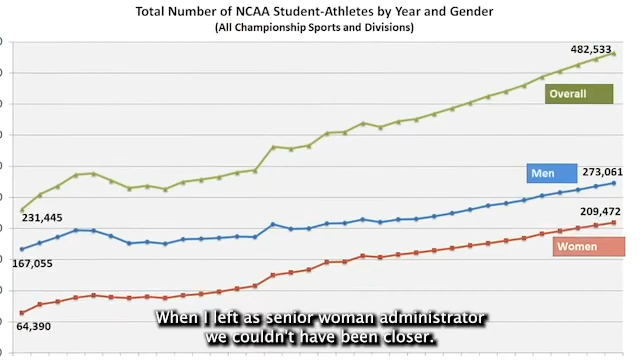 Total Number of NCAA Student-Athletes by Year and Gender
(All Championship Sports and Divisions)
482,533
Overall
Men
273,061
209,472
231,445
Women
167,055
64,390
When I left as senior woman administrator
we couldn't have been closer.